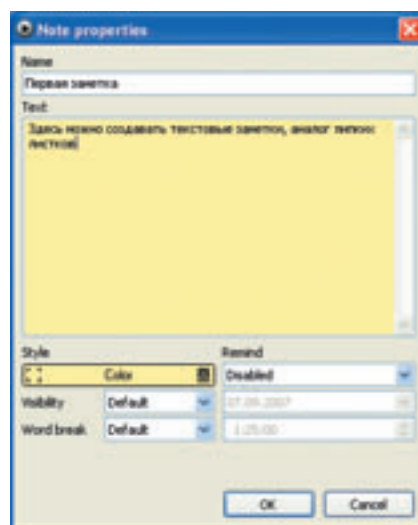 Note properties
Name
Первая заметка
Text
Здесь можно создавать текстовые заметки, аналог липких
листков
Style Remind
Color Disabled
Visibility Default 07.09.2007
Word break Default 1:25:00
OK Cancel